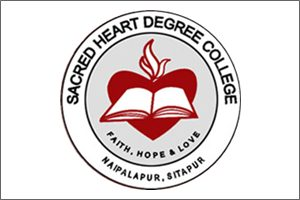 SACRED HEART DEGREE COLLEGE
FAITH, HOPE & LOVE
NAIPALAPUR, SITAPUR